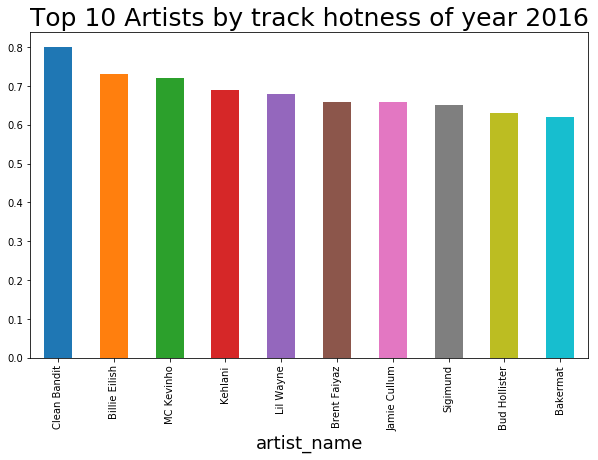 Top 10 Artists by track hotness of year 2016
0.8
0.7
0.6
0.5
0.4
0.3
0.2
0.1
0.0
Clean Bandit
Billie Eilish
MC Kevinho
Kehlani
Lil Wayne
Brent Faiyaz
Jamie Cullum
Sigimund
Bud Hollister
Bakermat
artist_name